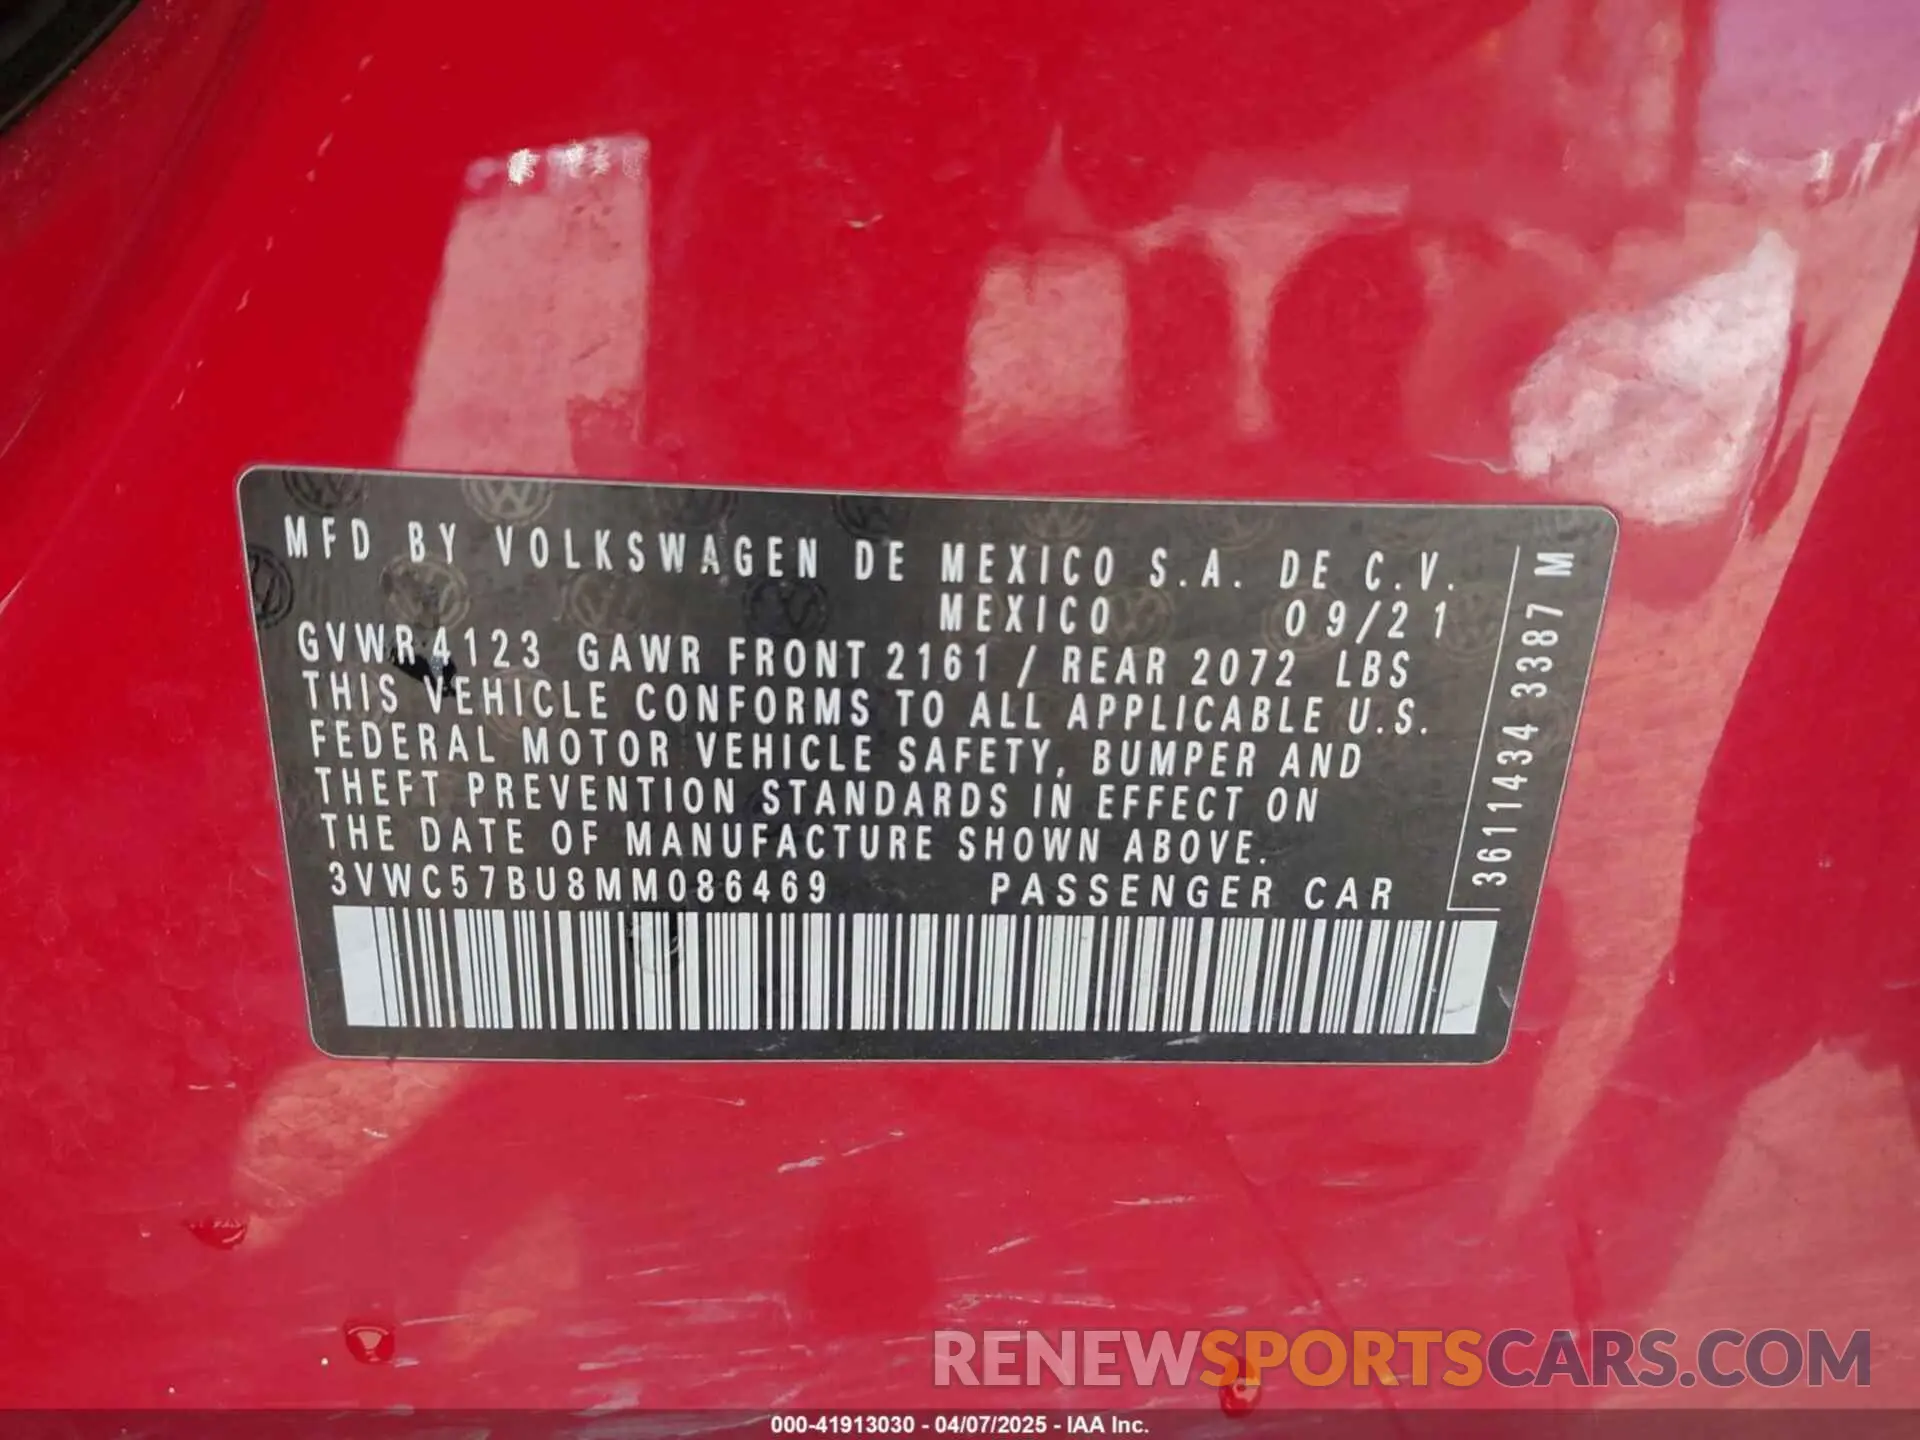 MFD BY VOLKSWAGEN DE MEXICO S.A. DE C.V.
MEXICO 09/21
GVWR 4123 GAWR FRONT 2161 / REAR 2072 LBS
THIS VEHICLE CONFORMS TO ALL APPLICABLE U.S.
FEDERAL MOTOR VEHICLE SAFETY, BUMPER AND
THEFT PREVENTION STANDARDS IN EFFECT ON
THE DATE OF MANUFACTURE SHOWN ABOVE.
3VWC57BU8MM086469 PASSENGER CAR
3611434 3387 M
RENEWSPORTSCARS.COM
000-41913030 - 04/07/2025 - IAA Inc.